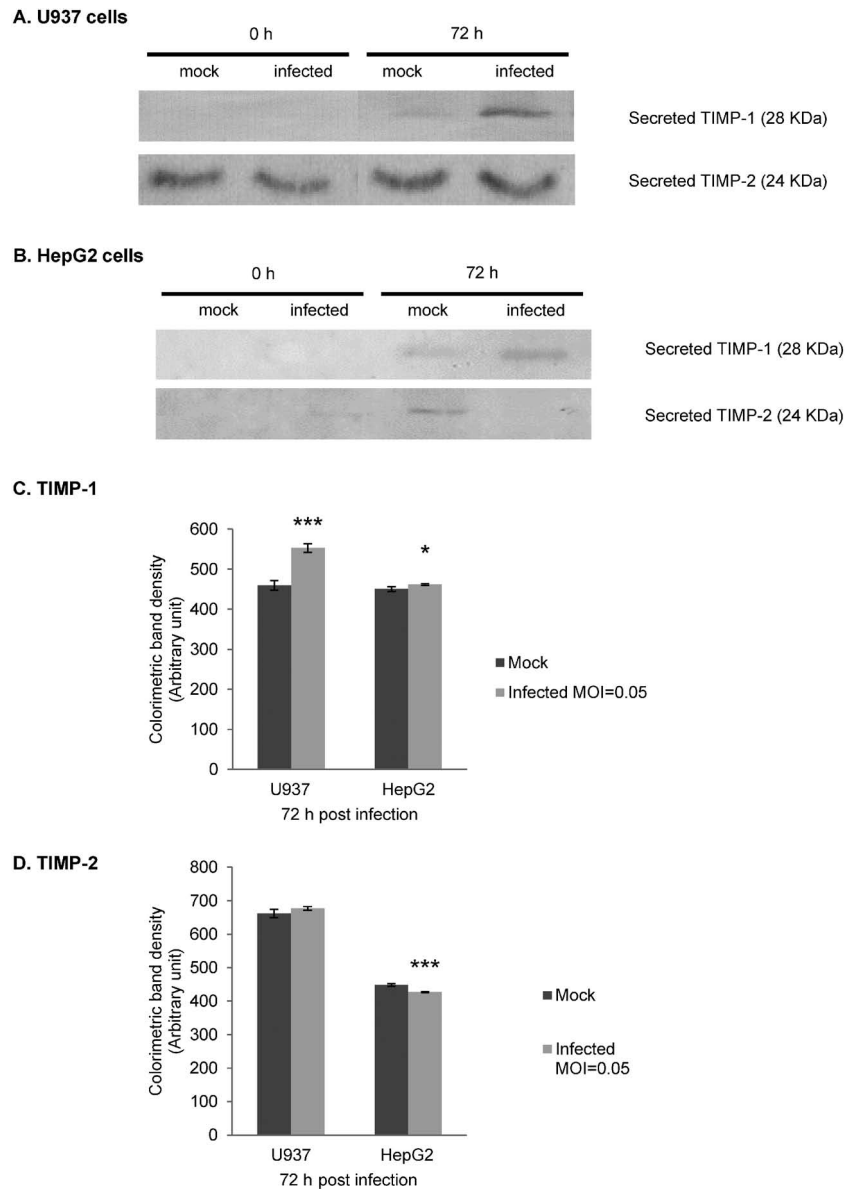 A. U937 cells
0 h
72 h
mock
infected
mock
infected
Secreted TIMP-1 (28 KDa)
Secreted TIMP-2 (24 KDa)
B. HepG2 cells
0 h
72 h
mock
infected
mock
infected
Secreted TIMP-1 (28 KDa)
Secreted TIMP-2 (24 KDa)
C. TIMP-1
Colorimetric band density
(Arbitrary unit)
600
500
400
300
200
100
0
***
*
U937
HepG2
72 h post infection
Mock
Infected MOI=0.05
D. TIMP-2
Colorimetric band density
(Arbitrary unit)
800
700
600
500
400
300
200
100
0
***
U937
HepG2
72 h post infection
Mock
Infected
MOI=0.05